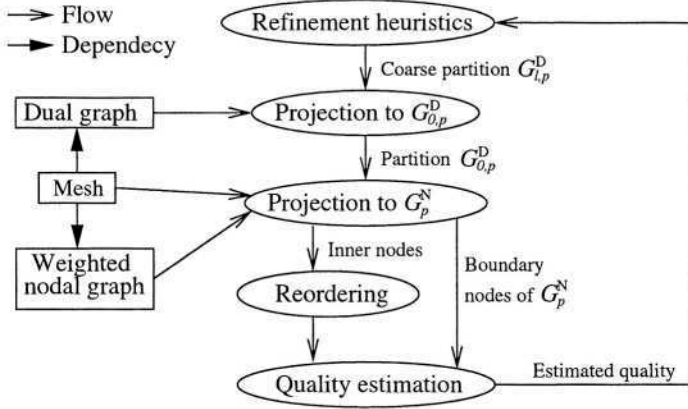 Flow
Dependecy
Refinement heuristics
Coarse partition G^D_{l,p}
Dual graph
Projection to G^D_{0,p}
Partition G^D_{0,p}
Mesh
Projection to G^N_p
Weighted
nodal graph
Inner nodes
Boundary
nodes of G^N_p
Reordering
Quality estimation
Estimated quality